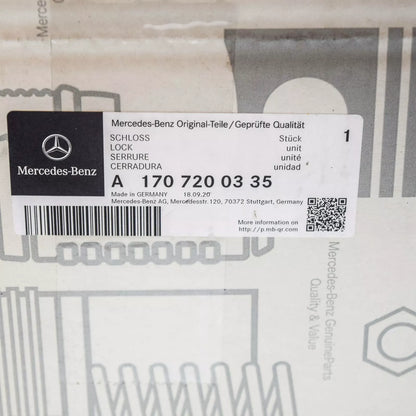 Mercedes-Benz Original-Teile/Geprüfte Qualität
SCHLOSS Stück 1
LOCK unit
SERRURE unité
CERRADURA unidad
Mercedes-Benz
A 170 720 03 35
Made in GERMANY 18.09.20
Mercedes-Benz AG, Mercedesstr.120, 70372 Stuttgart, Germany
More information on
http://p.mb-qr.com
Mercedes-Benz GenuineParts
Quality & Value